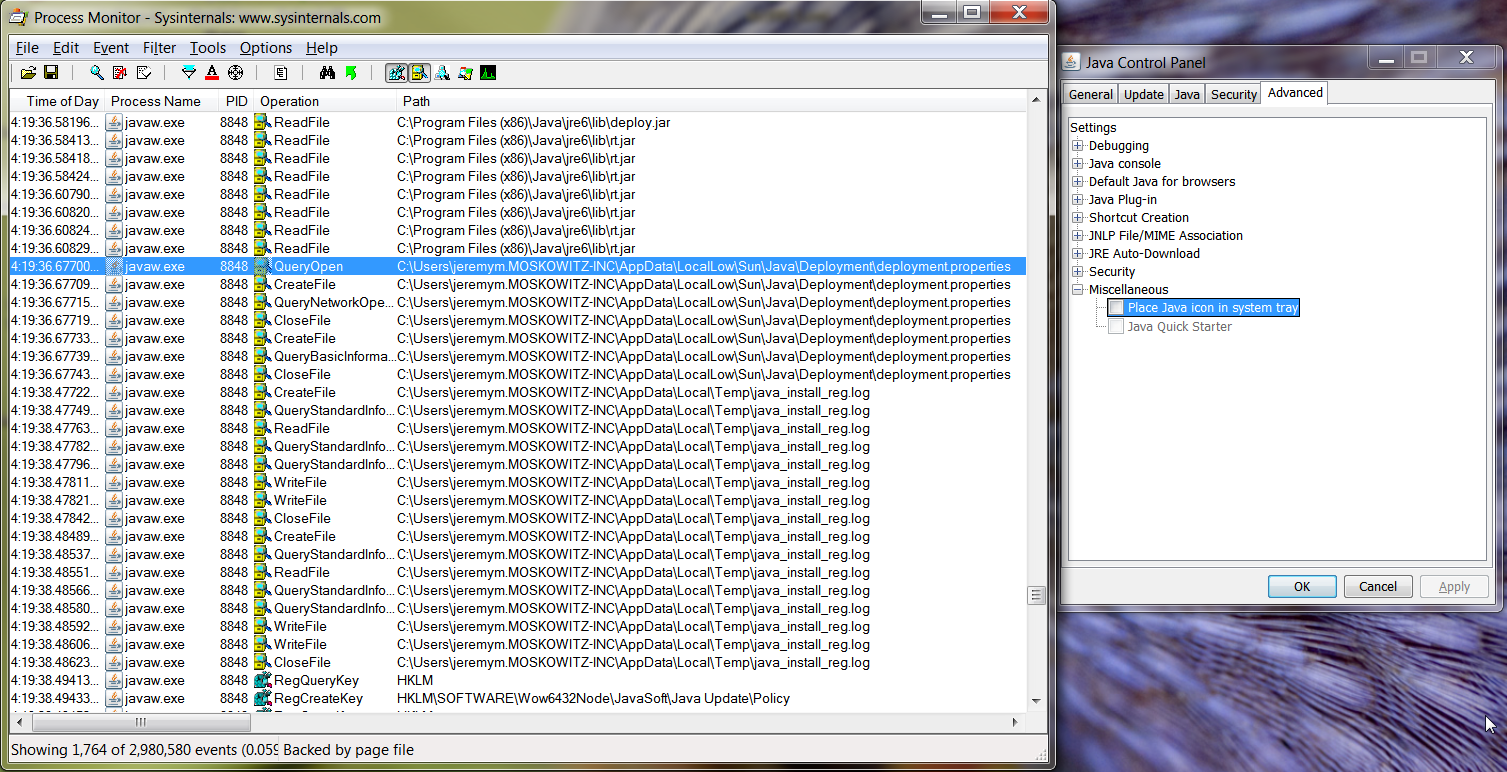 Process Monitor - Sysinternals: www.sysinternals.com
File Edit Event Filter Tools Options Help
Time of Day Process Name PID Operation Path
4:19:36.58196... javaw.exe 8848 ReadFile C:\Program Files (x86)\Java\jre6\lib\deploy.jar
4:19:36.58413... javaw.exe 8848 ReadFile C:\Program Files (x86)\Java\jre6\lib\rt.jar
4:19:36.58418... javaw.exe 8848 ReadFile C:\Program Files (x86)\Java\jre6\lib\rt.jar
4:19:36.58424... javaw.exe 8848 ReadFile C:\Program Files (x86)\Java\jre6\lib\rt.jar
4:19:36.60790... javaw.exe 8848 ReadFile C:\Program Files (x86)\Java\jre6\lib\rt.jar
4:19:36.60820... javaw.exe 8848 ReadFile C:\Program Files (x86)\Java\jre6\lib\rt.jar
4:19:36.60824... javaw.exe 8848 ReadFile C:\Program Files (x86)\Java\jre6\lib\rt.jar
4:19:36.60829... javaw.exe 8848 ReadFile C:\Program Files (x86)\Java\jre6\lib\rt.jar
4:19:36.67700... javaw.exe 8848 QueryOpen C:\Users\jeremym.MOSKOWITZ-INC\AppData\LocalLow\Sun\Java\Deployment\deployment.properties
4:19:36.67709... javaw.exe 8848 CreateFile C:\Users\jeremym.MOSKOWITZ-INC\AppData\LocalLow\Sun\Java\Deployment\deployment.properties
4:19:36.67715... javaw.exe 8848 QueryNetworkOpe... C:\Users\jeremym.MOSKOWITZ-INC\AppData\LocalLow\Sun\Java\Deployment\deployment.properties
4:19:36.67719... javaw.exe 8848 CloseFile C:\Users\jeremym.MOSKOWITZ-INC\AppData\LocalLow\Sun\Java\Deployment\deployment.properties
4:19:36.67733... javaw.exe 8848 CreateFile C:\Users\jeremym.MOSKOWITZ-INC\AppData\LocalLow\Sun\Java\Deployment\deployment.properties
4:19:36.67739... javaw.exe 8848 QueryBasicInforma... C:\Users\jeremym.MOSKOWITZ-INC\AppData\LocalLow\Sun\Java\Deployment\deployment.properties
4:19:36.67743... javaw.exe 8848 CloseFile C:\Users\jeremym.MOSKOWITZ-INC\AppData\LocalLow\Sun\Java\Deployment\deployment.properties
4:19:38.47722... javaw.exe 8848 CreateFile C:\Users\jeremym.MOSKOWITZ-INC\AppData\Local\Temp\java_install_reg.log
4:19:38.47749... javaw.exe 8848 QueryStandardInfo... C:\Users\jeremym.MOSKOWITZ-INC\AppData\Local\Temp\java_install_reg.log
4:19:38.47763... javaw.exe 8848 ReadFile C:\Users\jeremym.MOSKOWITZ-INC\AppData\Local\Temp\java_install_reg.log
4:19:38.47782... javaw.exe 8848 QueryStandardInfo... C:\Users\jeremym.MOSKOWITZ-INC\AppData\Local\Temp\java_install_reg.log
4:19:38.47796... javaw.exe 8848 QueryStandardInfo... C:\Users\jeremym.MOSKOWITZ-INC\AppData\Local\Temp\java_install_reg.log
4:19:38.47811... javaw.exe 8848 WriteFile C:\Users\jeremym.MOSKOWITZ-INC\AppData\Local\Temp\java_install_reg.log
4:19:38.47821... javaw.exe 8848 WriteFile C:\Users\jeremym.MOSKOWITZ-INC\AppData\Local\Temp\java_install_reg.log
4:19:38.47842... javaw.exe 8848 CloseFile C:\Users\jeremym.MOSKOWITZ-INC\AppData\Local\Temp\java_install_reg.log
4:19:38.48489... javaw.exe 8848 CreateFile C:\Users\jeremym.MOSKOWITZ-INC\AppData\Local\Temp\java_install_reg.log
4:19:38.48537... javaw.exe 8848 QueryStandardInfo... C:\Users\jeremym.MOSKOWITZ-INC\AppData\Local\Temp\java_install_reg.log
4:19:38.48551... javaw.exe 8848 ReadFile C:\Users\jeremym.MOSKOWITZ-INC\AppData\Local\Temp\java_install_reg.log
4:19:38.48566... javaw.exe 8848 QueryStandardInfo... C:\Users\jeremym.MOSKOWITZ-INC\AppData\Local\Temp\java_install_reg.log
4:19:38.48580... javaw.exe 8848 QueryStandardInfo... C:\Users\jeremym.MOSKOWITZ-INC\AppData\Local\Temp\java_install_reg.log
4:19:38.48592... javaw.exe 8848 WriteFile C:\Users\jeremym.MOSKOWITZ-INC\AppData\Local\Temp\java_install_reg.log
4:19:38.48606... javaw.exe 8848 WriteFile C:\Users\jeremym.MOSKOWITZ-INC\AppData\Local\Temp\java_install_reg.log
4:19:38.48623... javaw.exe 8848 CloseFile C:\Users\jeremym.MOSKOWITZ-INC\AppData\Local\Temp\java_install_reg.log
4:19:38.49413... javaw.exe 8848 RegQueryKey HKLM
4:19:38.49433... javaw.exe 8848 RegCreateKey HKLM\SOFTWARE\Wow6432Node\JavaSoft\Java Update\Policy
Showing 1,764 of 2,980,580 events (0.059 Backed by page file
Java Control Panel
General Update Java Security Advanced
Settings
Debugging
Java console
Default Java for browsers
Java Plug-in
Shortcut Creation
JNLP File/MIME Association
JRE Auto-Download
Security
Miscellaneous
Place Java icon in system tray
Java Quick Starter
OK Cancel Apply